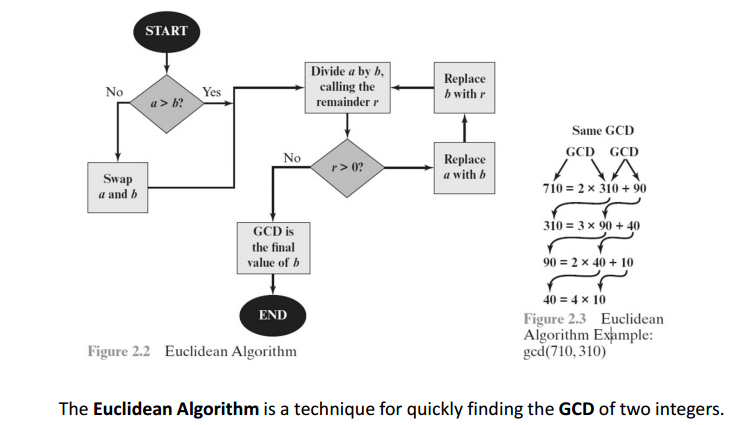 START
No
a > b?
Yes
Swap
a and b
Divide a by b,
calling the
remainder r
Replace
b with r
No
r > 0?
Replace
a with b
GCD is
the final
value of b
END
Figure 2.2 Euclidean Algorithm
Same GCD
GCD GCD
710 = 2 × 310 + 90
310 = 3 × 90 + 40
90 = 2 × 40 + 10
40 = 4 × 10
Figure 2.3 Euclidean
Algorithm Example:
gcd(710, 310)
The Euclidean Algorithm is a technique for quickly finding the GCD of two integers.